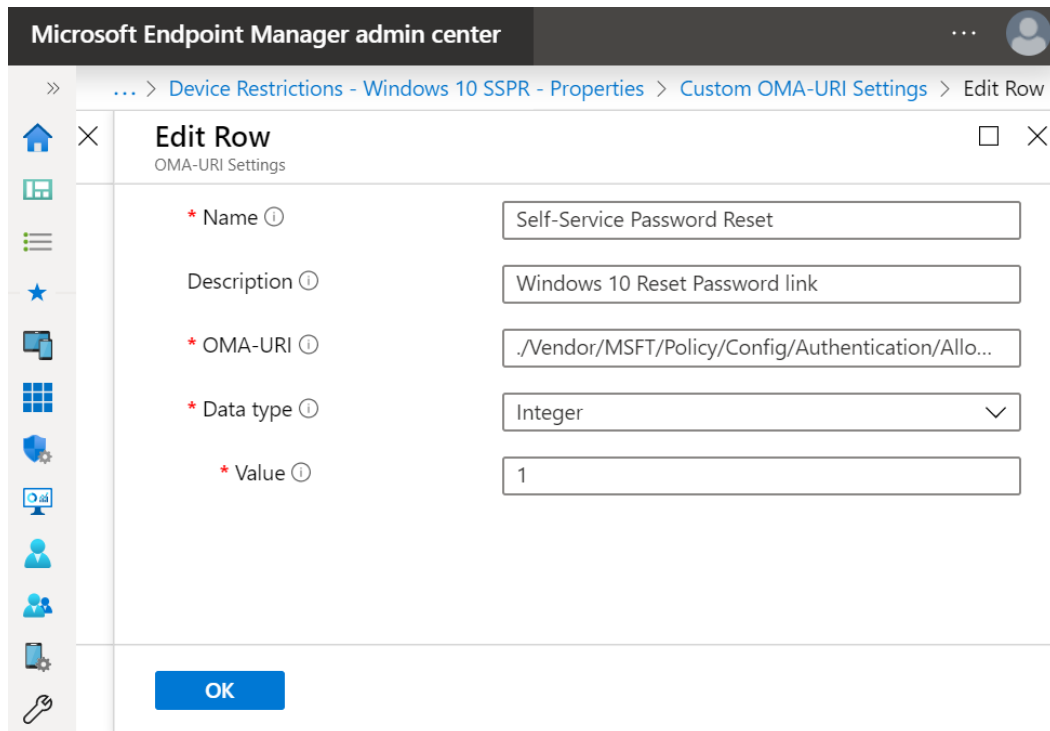 Microsoft Endpoint Manager admin center ...
» ... > Device Restrictions - Windows 10 SSPR - Properties > Custom OMA-URI Settings > Edit Row
Edit Row
OMA-URI Settings
* Name Self-Service Password Reset
Description Windows 10 Reset Password link
* OMA-URI ./Vendor/MSFT/Policy/Config/Authentication/Allo...
* Data type Integer
* Value 1
OK